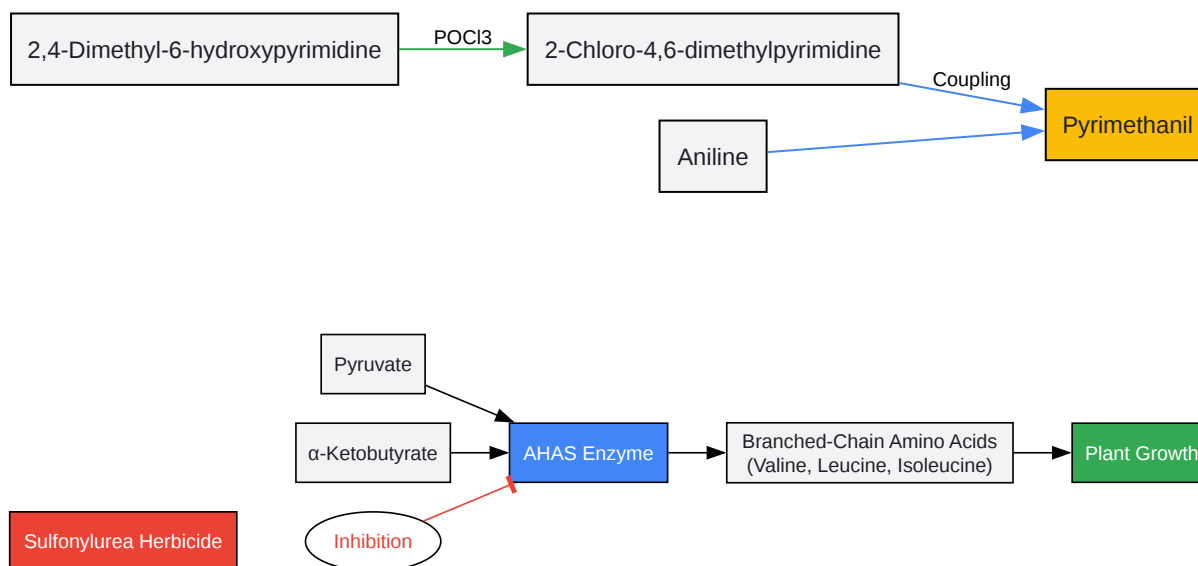 2,4-Dimethyl-6-hydroxypyrimidine
POCl3
2-Chloro-4,6-dimethylpyrimidine
Coupling
Aniline
Pyrimethanil
Pyruvate
α-Ketobutyrate
AHAS Enzyme
Branched-Chain Amino Acids
(Valine, Leucine, Isoleucine)
Plant Growth
Sulfonylurea Herbicide
Inhibition